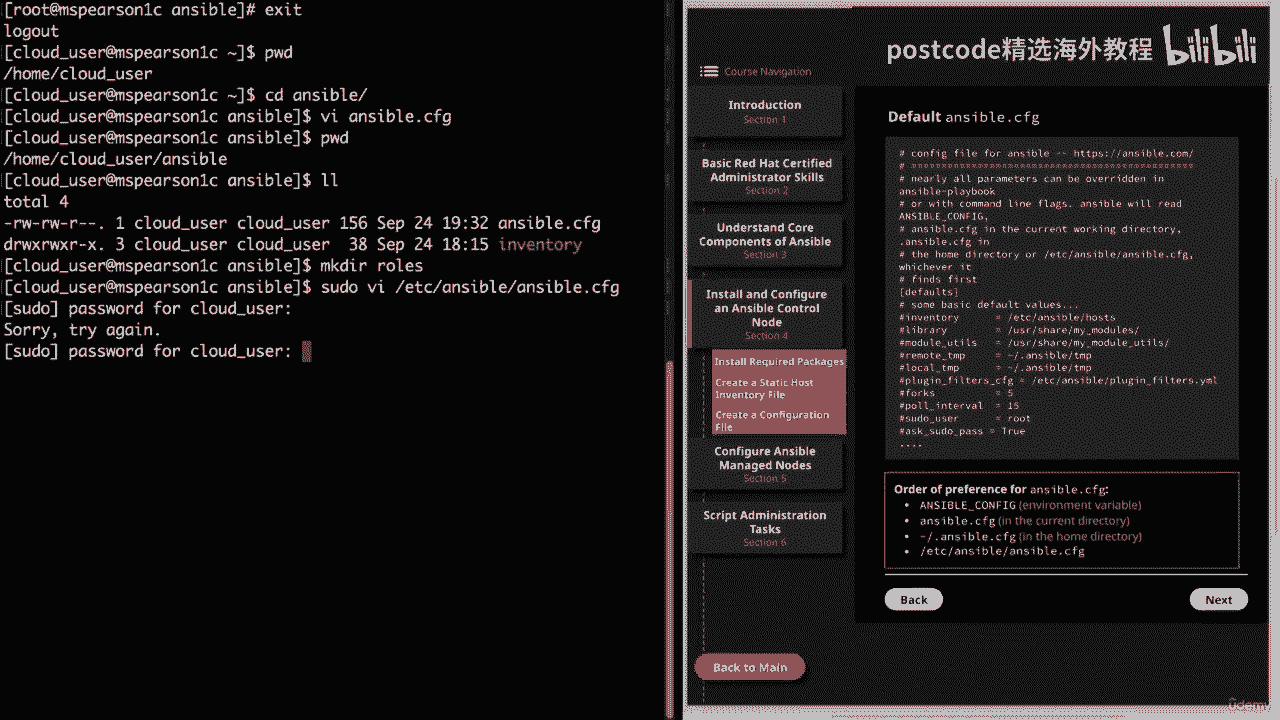 [root@mspearson1c ansible]# exit
logout
[cloud_user@mspearson1c ~]$ pwd
/home/cloud_user
[cloud_user@mspearson1c ~]$ cd ansible/
[cloud_user@mspearson1c ansible]$ vi ansible.cfg
[cloud_user@mspearson1c ansible]$ pwd
/home/cloud_user/ansible
[cloud_user@mspearson1c ansible]$ ll
total 4
-rw-rw-r--. 1 cloud_user cloud_user 156 Sep 24 19:32 ansible.cfg
drwxrwxr-x. 3 cloud_user cloud_user  38 Sep 24 18:15 inventory
[cloud_user@mspearson1c ansible]$ mkdir roles
[cloud_user@mspearson1c ansible]$ sudo vi /etc/ansible/ansible.cfg
[sudo] password for cloud_user:
Sorry, try again.
[sudo] password for cloud_user:
postcode精选海外教程 bilibili
Course Navigation
Introduction
Section 1
Basic Red Hat Certified
Administrator Skills
Section 2
Understand Core
Components of Ansible
Section 3
Install and Configure
an Ansible Control
Node
Section 4
Install Required Packages
Create a Static Host
Inventory File
Create a Configuration
File
Configure Ansible
Managed Nodes
Section 5
Script Administration
Tasks
Section 6
Back to Main
Default ansible.cfg
# config file for ansible -- https://ansible.com/
# ===============================================
# nearly all parameters can be overridden in
ansible-playbook
# or with command line flags. ansible will read
ANSIBLE_CONFIG,
# ansible.cfg in the current working directory,
.ansible.cfg in
# the home directory or /etc/ansible/ansible.cfg,
whichever it
# finds first
[defaults]
# some basic default values...
#inventory      = /etc/ansible/hosts
#library        = /usr/share/my_modules/
#module_utils   = /usr/share/my_module_utils/
#remote_tmp     = ~/.ansible/tmp
#local_tmp      = ~/.ansible/tmp
#plugin_filters_cfg = /etc/ansible/plugin_filters.yml
#forks          = 5
#poll_interval  = 15
#sudo_user      = root
#ask_sudo_pass = True
....
Order of preference for ansible.cfg:
• ANSIBLE_CONFIG (environment variable)
• ansible.cfg (in the current directory)
• ~/.ansible.cfg (in the home directory)
• /etc/ansible/ansible.cfg
Back
Next
ûdemy